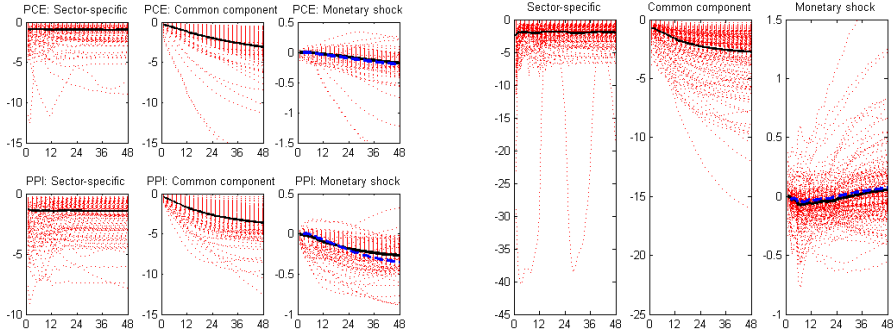 PCE: Sector-specific
PCE: Common component
PCE: Monetary shock
0
-5
-10
-15
0 12 24 36 48
0
-5
-10
-15
0 12 24 36 48
0.5
0
-0.5
-1
-1.5
0 12 24 36 48
PPI: Sector-specific
PPI: Common component
PPI: Monetary shock
0
-5
-10
0 12 24 36 48
0
-5
-10
-15
0 12 24 36 48
0.5
0
-0.5
-1
0 12 24 36 48
Sector-specific
Common component
Monetary shock
0
-5
-10
-15
-20
-25
-30
-35
-40
-45
0 12 24 36 48
0
-5
-10
-15
-20
-25
0 12 24 36 48
1.5
1
0.5
0
-0.5
-1
0 12 24 36 48